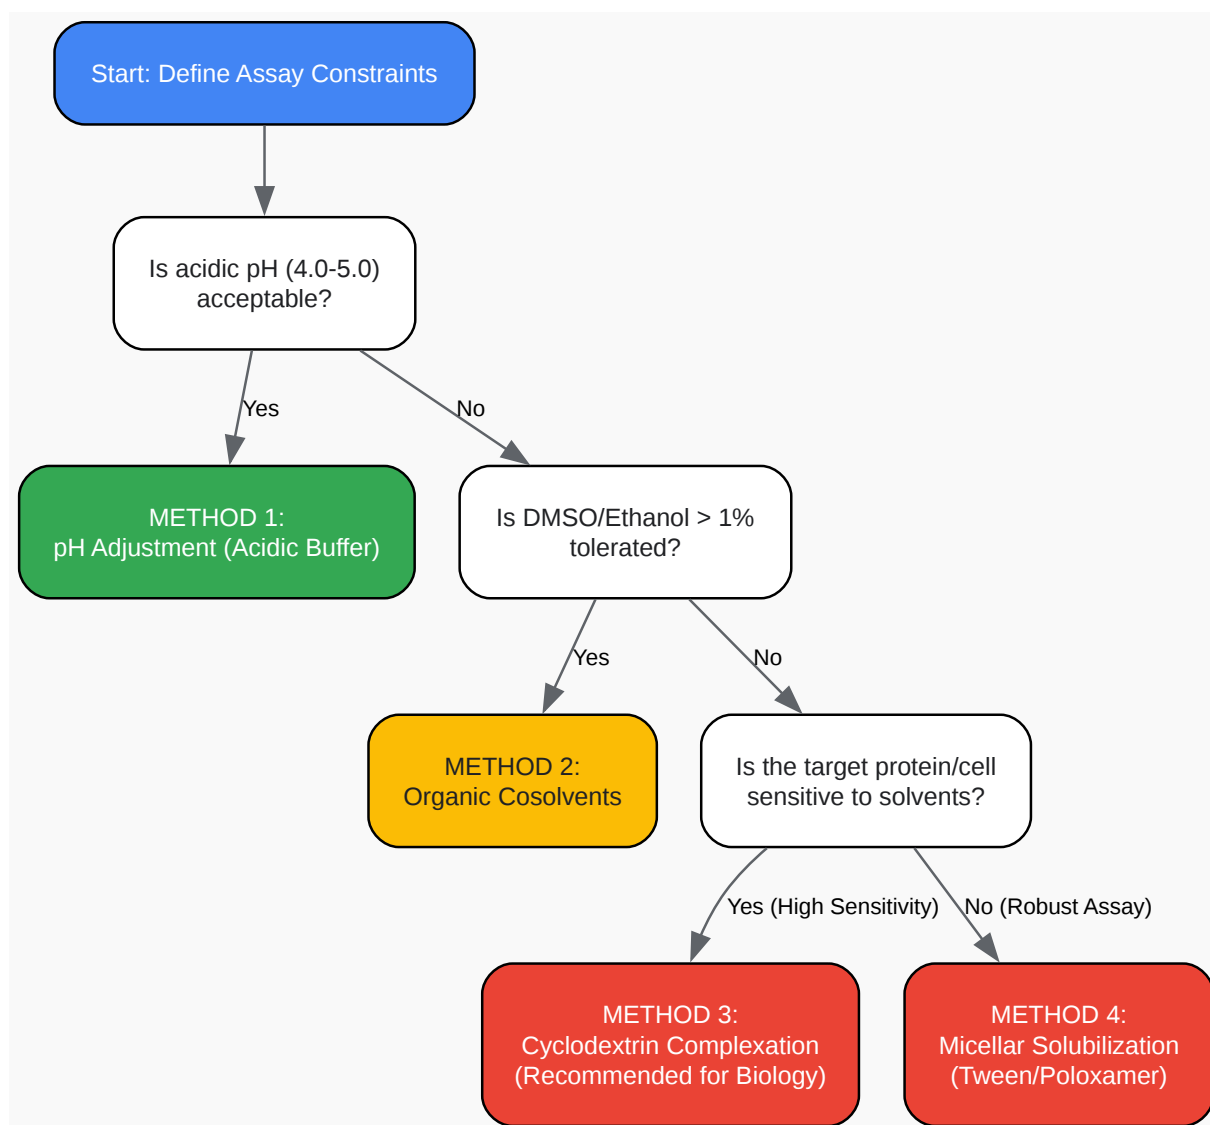 Start: Define Assay Constraints
Is acidic pH (4.0-5.0)
acceptable?
Yes
No
METHOD 1:
pH Adjustment (Acidic Buffer)
Is DMSO/Ethanol > 1%
tolerated?
Yes
No
METHOD 2:
Organic Cosolvents
Is the target protein/cell
sensitive to solvents?
Yes (High Sensitivity)
No (Robust Assay)
METHOD 3:
Cyclodextrin Complexation
(Recommended for Biology)
METHOD 4:
Micellar Solubilization
(Tween/Poloxamer)